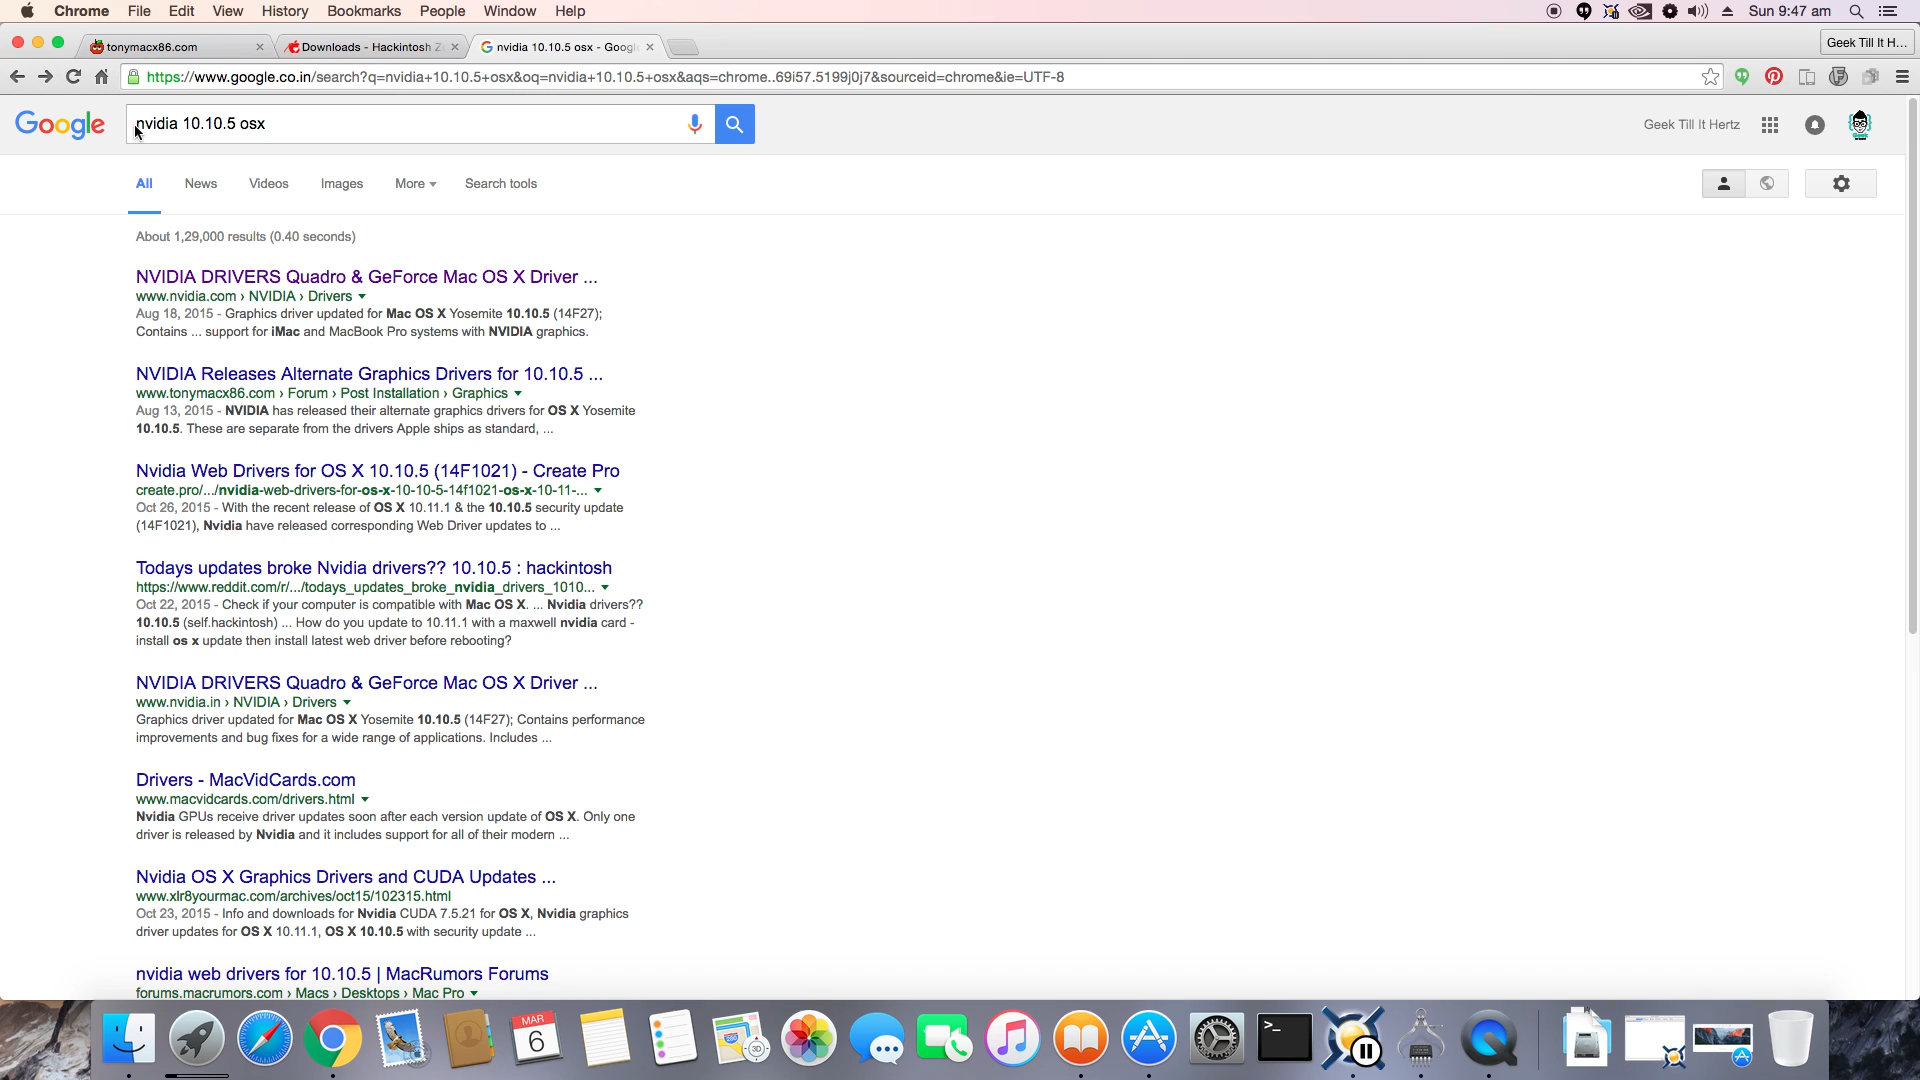 Chrome File Edit View History Bookmarks People Window Help Sun 9:47 am
tonymacx86.com Downloads - Hackintosh Z nvidia 10.10.5 osx - Googl Geek Till It H...
https://www.google.co.in/search?q=nvidia+10.10.5+osx&oq=nvidia+10.10.5+osx&aqs=chrome..69i57.5199j0j7&sourceid=chrome&ie=UTF-8
Google nvidia 10.10.5 osx Geek Till It Hertz
All News Videos Images More Search tools
About 1,29,000 results (0.40 seconds)
NVIDIA DRIVERS Quadro & GeForce Mac OS X Driver ...
www.nvidia.com › NVIDIA › Drivers
Aug 18, 2015 - Graphics driver updated for Mac OS X Yosemite 10.10.5 (14F27);
Contains ... support for iMac and MacBook Pro systems with NVIDIA graphics.
NVIDIA Releases Alternate Graphics Drivers for 10.10.5 ...
www.tonymacx86.com › Forum › Post Installation › Graphics
Aug 13, 2015 - NVIDIA has released their alternate graphics drivers for OS X Yosemite
10.10.5. These are separate from the drivers Apple ships as standard, ...
Nvidia Web Drivers for OS X 10.10.5 (14F1021) - Create Pro
create.pro/.../nvidia-web-drivers-for-os-x-10-10-5-14f1021-os-x-10-11-...
Oct 26, 2015 - With the recent release of OS X 10.11.1 & the 10.10.5 security update
(14F1021), Nvidia have released corresponding Web Driver updates to ...
Todays updates broke Nvidia drivers?? 10.10.5 : hackintosh
https://www.reddit.com/r/.../todays_updates_broke_nvidia_drivers_1010...
Oct 22, 2015 - Check if your computer is compatible with Mac OS X. ... Nvidia drivers??
10.10.5 (self.hackintosh) ... How do you update to 10.11.1 with a maxwell nvidia card -
install os x update then install latest web driver before rebooting?
NVIDIA DRIVERS Quadro & GeForce Mac OS X Driver ...
www.nvidia.in › NVIDIA › Drivers
Graphics driver updated for Mac OS X Yosemite 10.10.5 (14F27); Contains performance
improvements and bug fixes for a wide range of applications. Includes ...
Drivers - MacVidCards.com
www.macvidcards.com/drivers.html
Nvidia GPUs receive driver updates soon after each version update of OS X. Only one
driver is released by Nvidia and it includes support for all of their modern ...
Nvidia OS X Graphics Drivers and CUDA Updates ...
www.xlr8yourmac.com/archives/oct15/102315.html
Oct 23, 2015 - Info and downloads for Nvidia CUDA 7.5.21 for OS X, Nvidia graphics
driver updates for OS X 10.11.1, OS X 10.10.5 with security update ...
nvidia web drivers for 10.10.5 | MacRumors Forums
forums.macrumors.com › Macs › Desktops › Mac Pro
MAR
6
3D